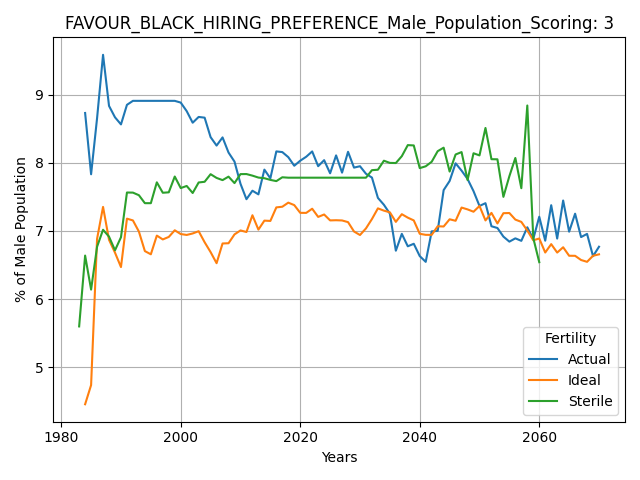 FAVOUR_BLACK_HIRING_PREFERENCE_Male_Population_Scoring: 3
% of Male Population
9
8
7
6
5
1980 2000 2020 2040 2060
Years
Fertility
Actual
Ideal
Sterile